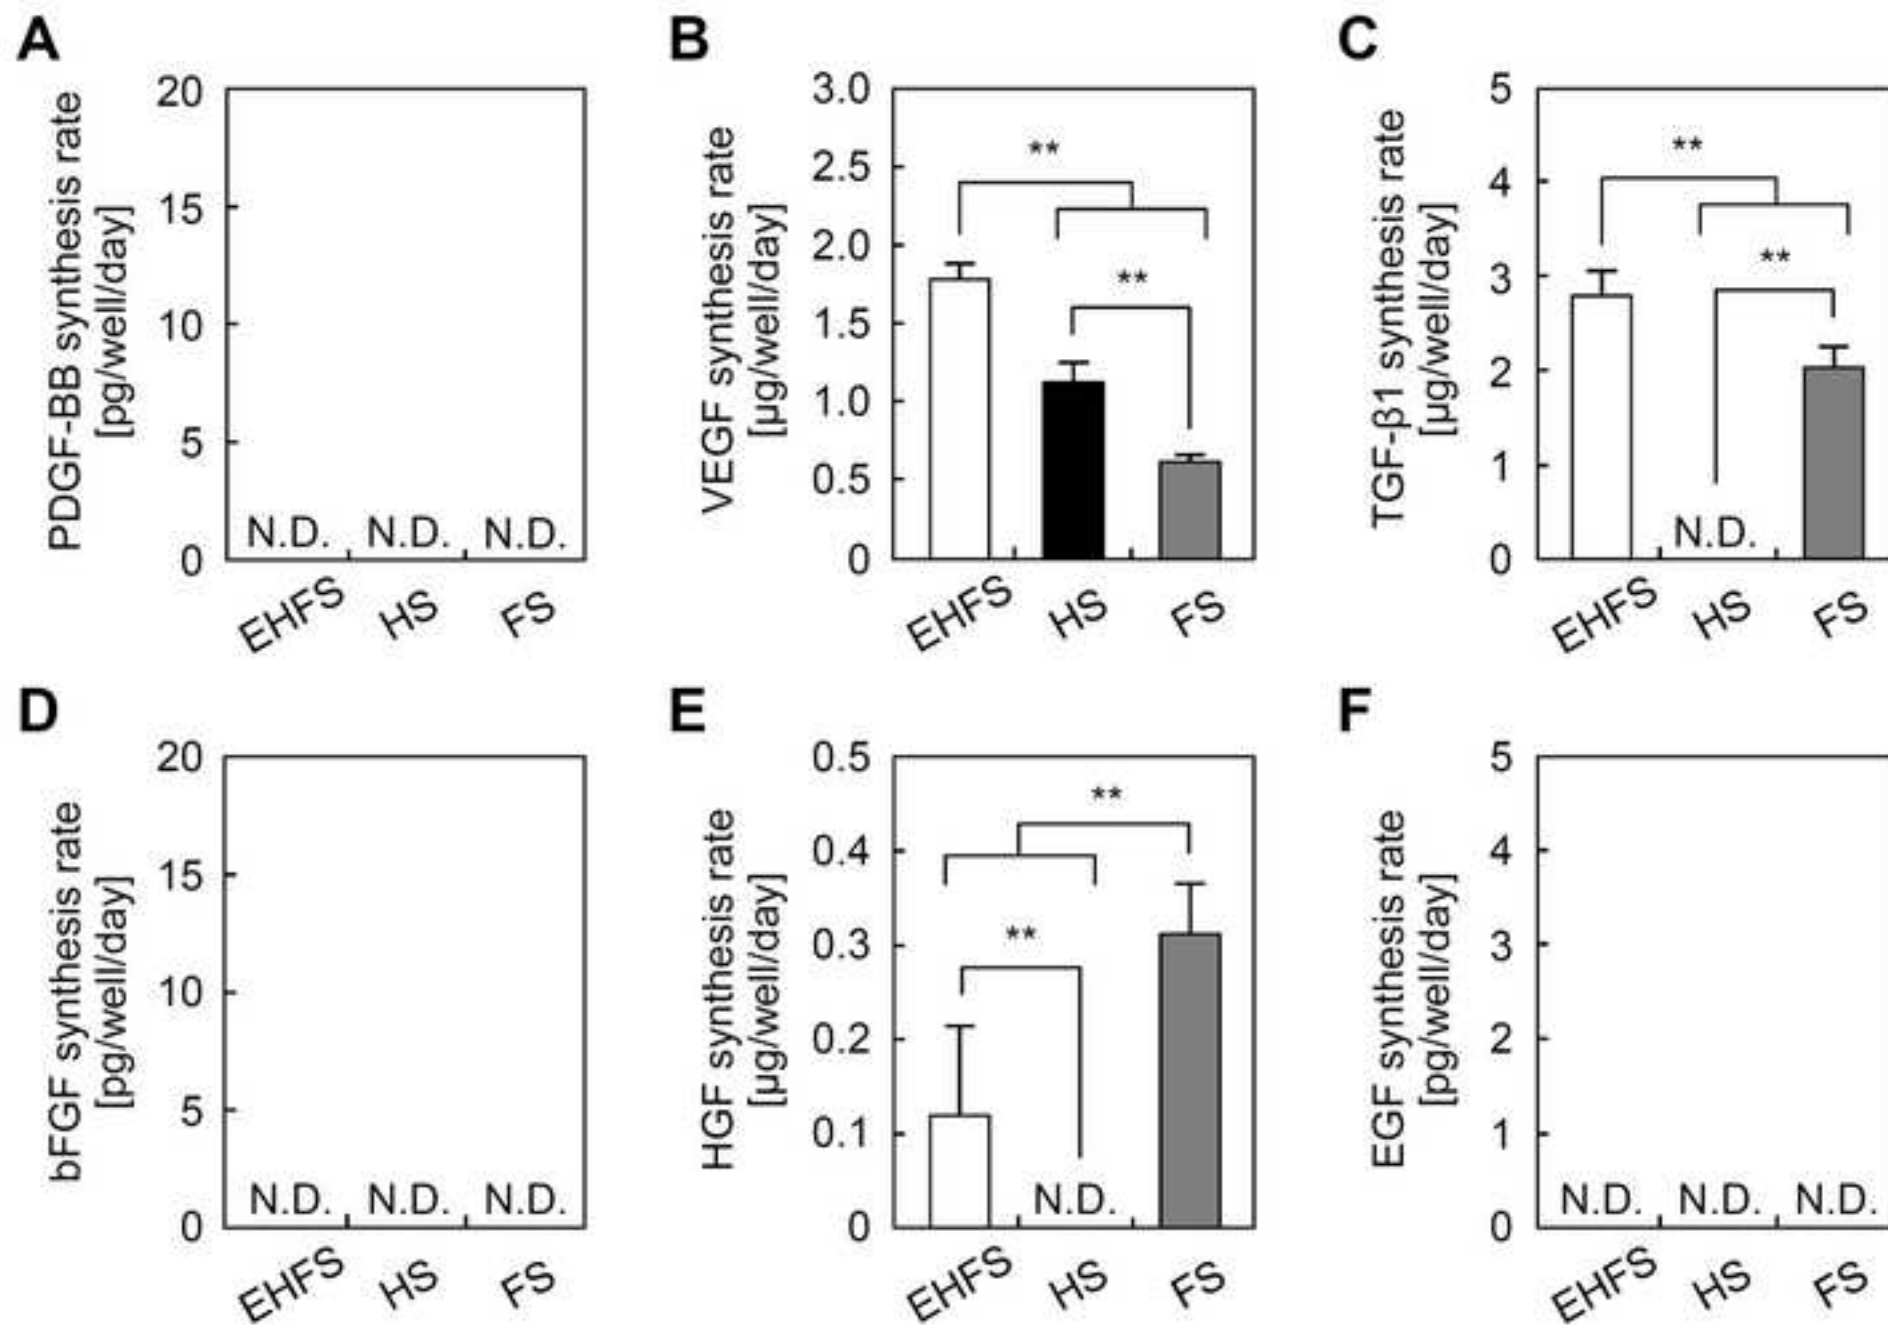 A
PDGF-BB synthesis rate
[pg/well/day]
20
15
10
5
0
N.D.
N.D.
N.D.
EHFS
HS
FS
B
VEGF synthesis rate
[µg/well/day]
3.0
2.5
2.0
1.5
1.0
0.5
0
**
**
EHFS
HS
FS
C
TGF-β1 synthesis rate
[µg/well/day]
5
4
3
2
1
0
**
**
N.D.
EHFS
HS
FS
D
bFGF synthesis rate
[pg/well/day]
20
15
10
5
0
N.D.
N.D.
N.D.
EHFS
HS
FS
E
HGF synthesis rate
[µg/well/day]
0.5
0.4
0.3
0.2
0.1
0
**
**
N.D.
EHFS
HS
FS
F
EGF synthesis rate
[pg/well/day]
5
4
3
2
1
0
N.D.
N.D.
N.D.
EHFS
HS
FS